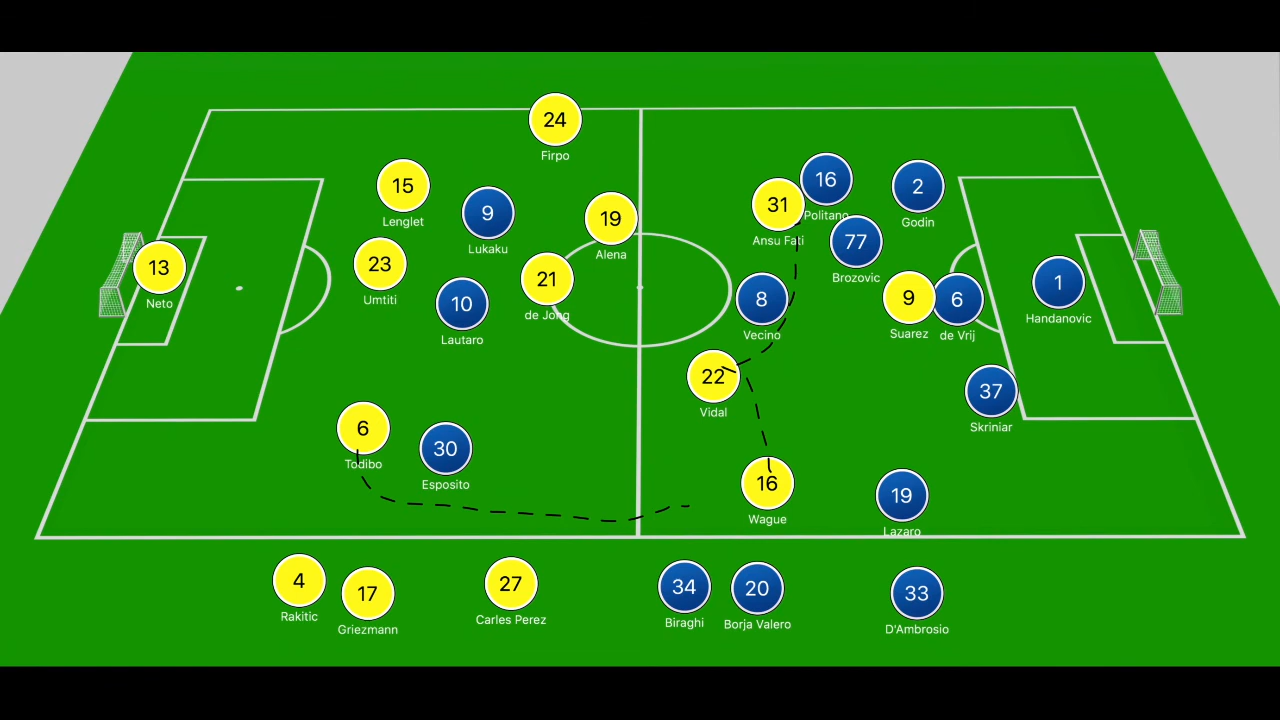 24
Firpo
15
Lenglet
16
Politano
2
Godin
9
Lukaku
31
Ansu Fati
19
Alena
77
Brozovic
13
Neto
23
Umtiti
21
de Jong
10
Lautaro
8
Vecino
9
Suarez
6
de Vrij
1
Handanovic
22
Vidal
37
Skriniar
6
Todibo
30
Esposito
16
Wague
19
Lazaro
4
Rakitic
17
Griezmann
27
Carles Perez
34
Biraghi
20
Borja Valero
33
D'Ambrosio